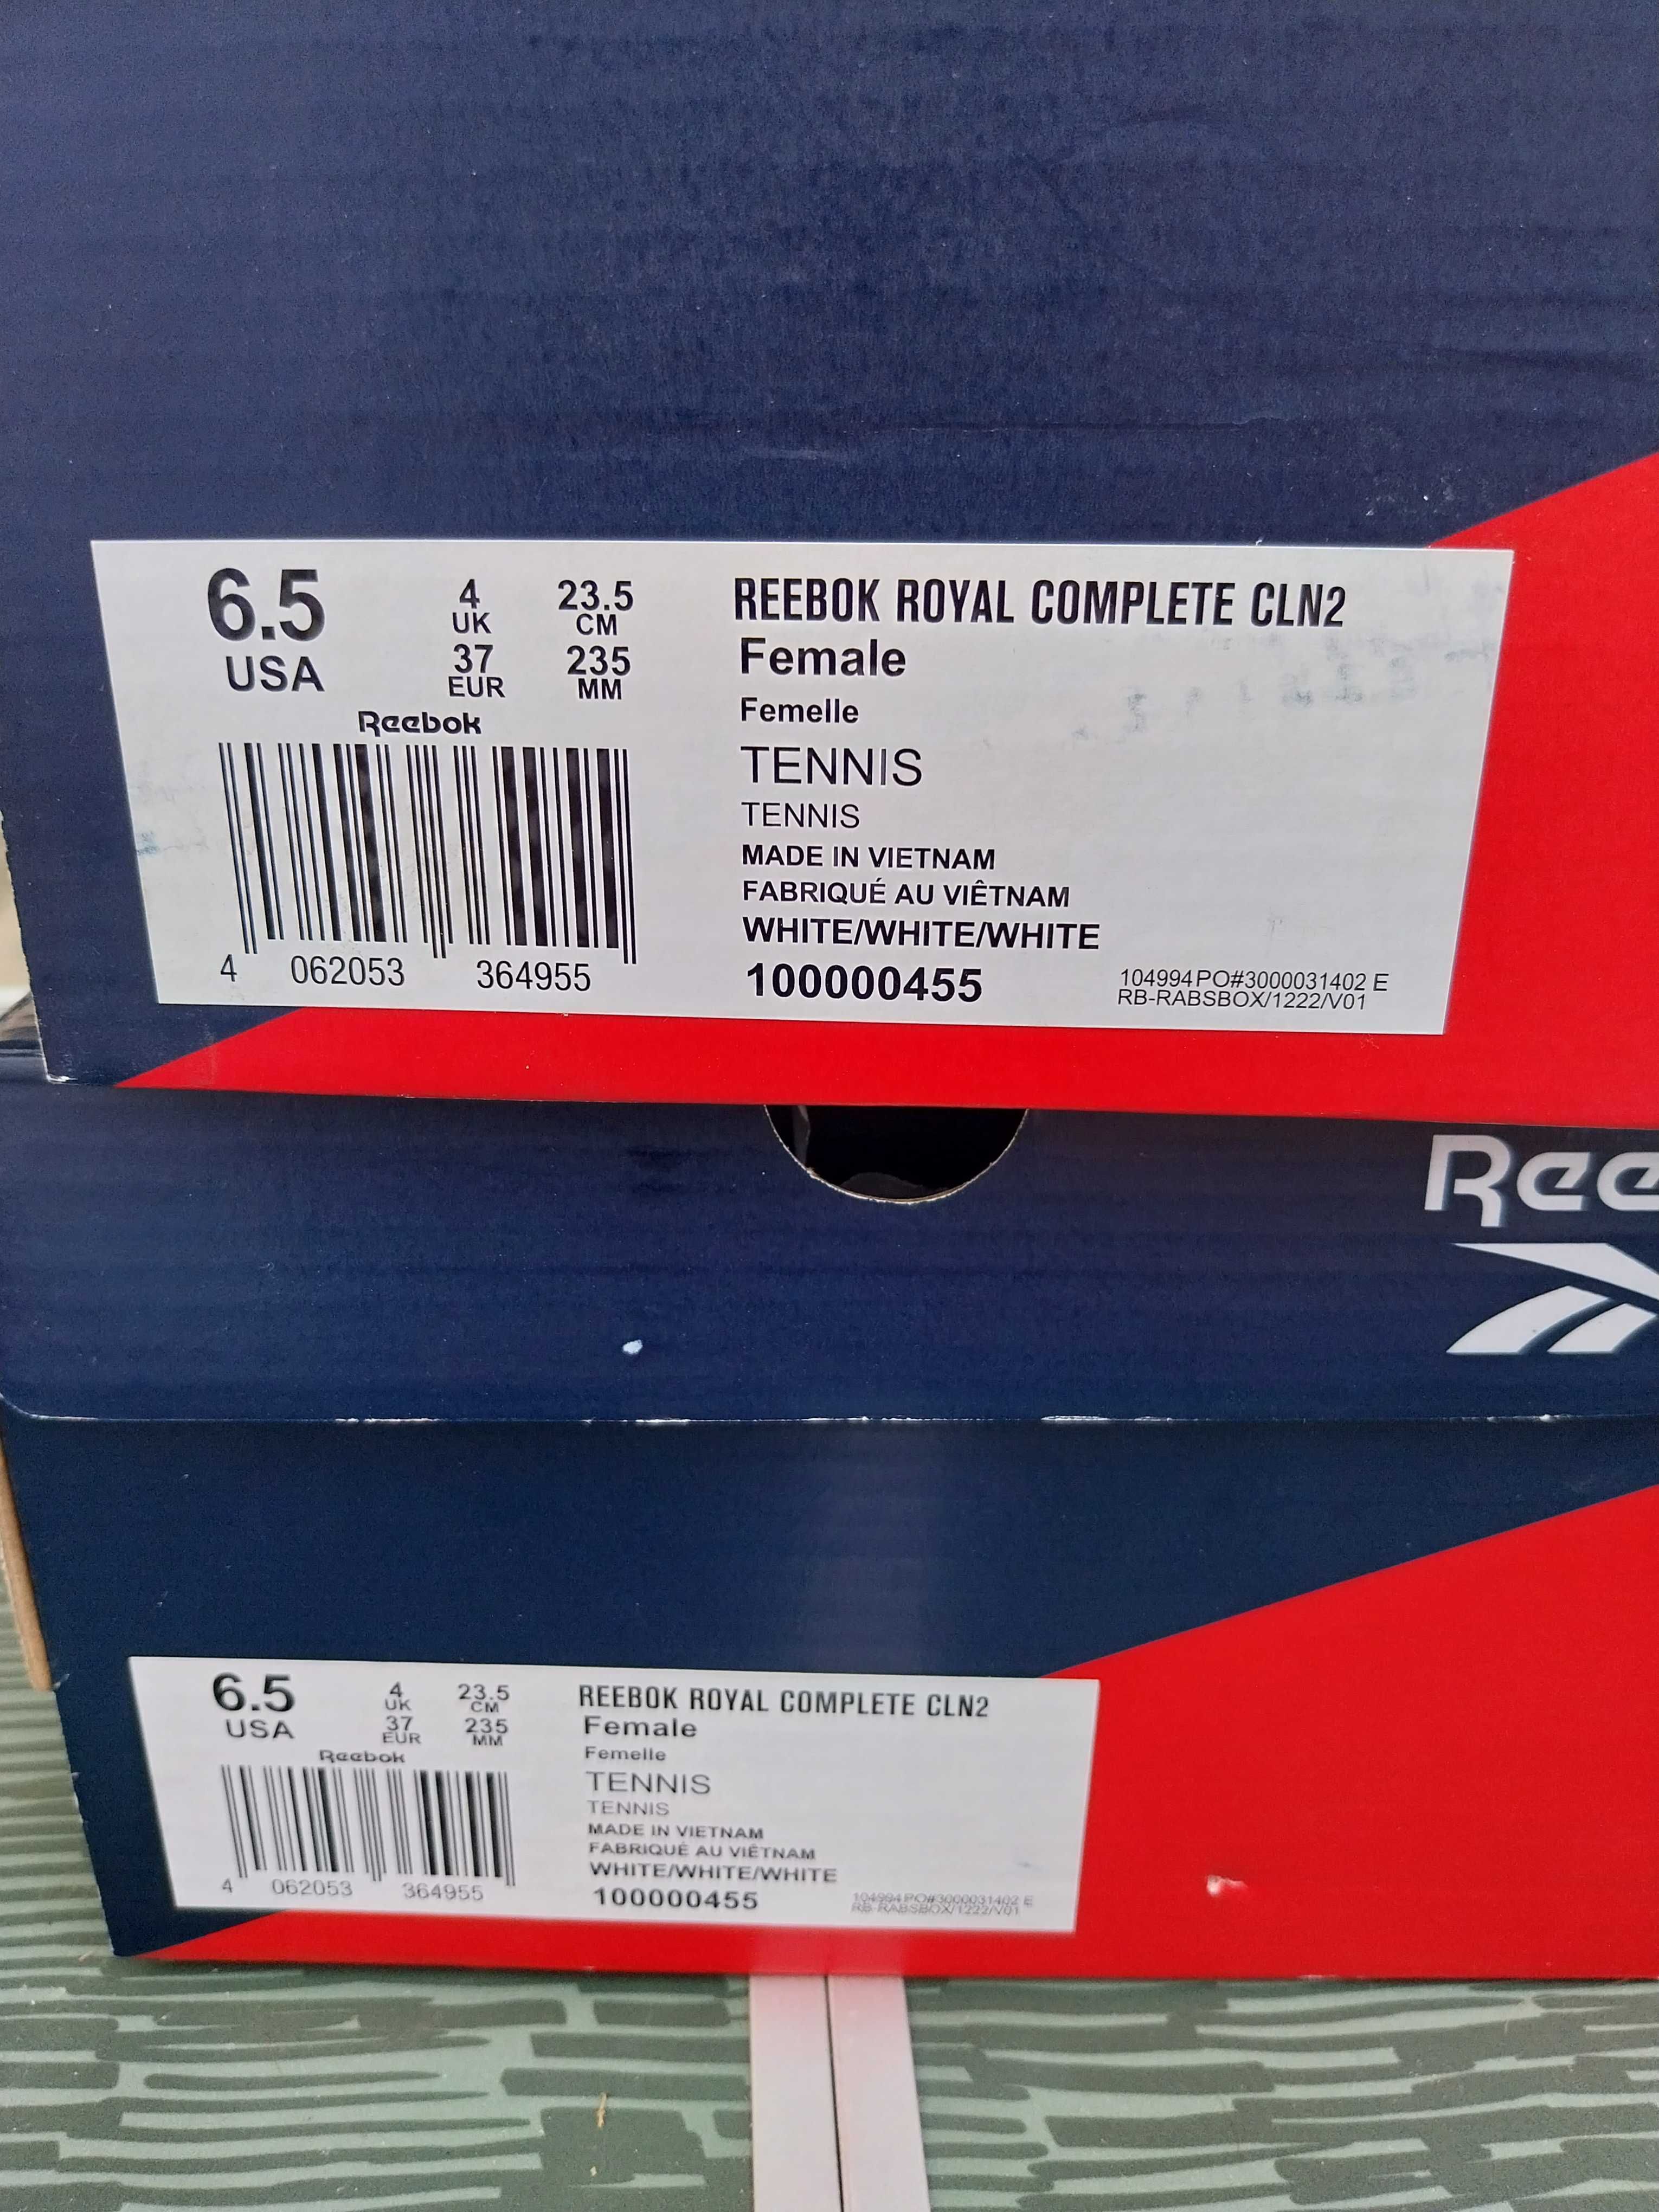 6.5
USA
4
UK
23.5
CM
37
EUR
235
MM
Reebok
4 062053 364955
REEBOK ROYAL COMPLETE CLN2
Female
Femelle
TENNIS
TENNIS
MADE IN VIETNAM
FABRIQUÉ AU VIÊTNAM
WHITE/WHITE/WHITE
100000455
104994PO#3000031402 E
RB-RABSBOX/1222/V01
Ree
6.5
USA
4
UK
23.5
CM
37
EUR
235
MM
Reebok
4 062053 364955
REEBOK ROYAL COMPLETE CLN2
Female
Femelle
TENNIS
TENNIS
MADE IN VIETNAM
FABRIQUÉ AU VIÊTNAM
WHITE/WHITE/WHITE
100000455
104994PO#3000031402 E
RB-RABSBOX/1222/V01